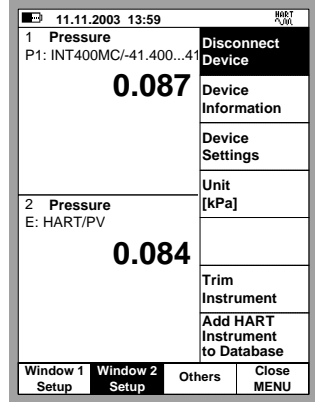 11.11.2003 13:59
HART
1 Pressure
P1: INT400MC/-41.400...41
0.087
2 Pressure
E: HART/PV
0.084
Disconnect
Device
Device
Information
Device
Settings
Unit
[kPa]
Trim
Instrument
Add HART
Instrument
to Database
Window 1
Setup
Window 2
Setup
Others
Close
MENU